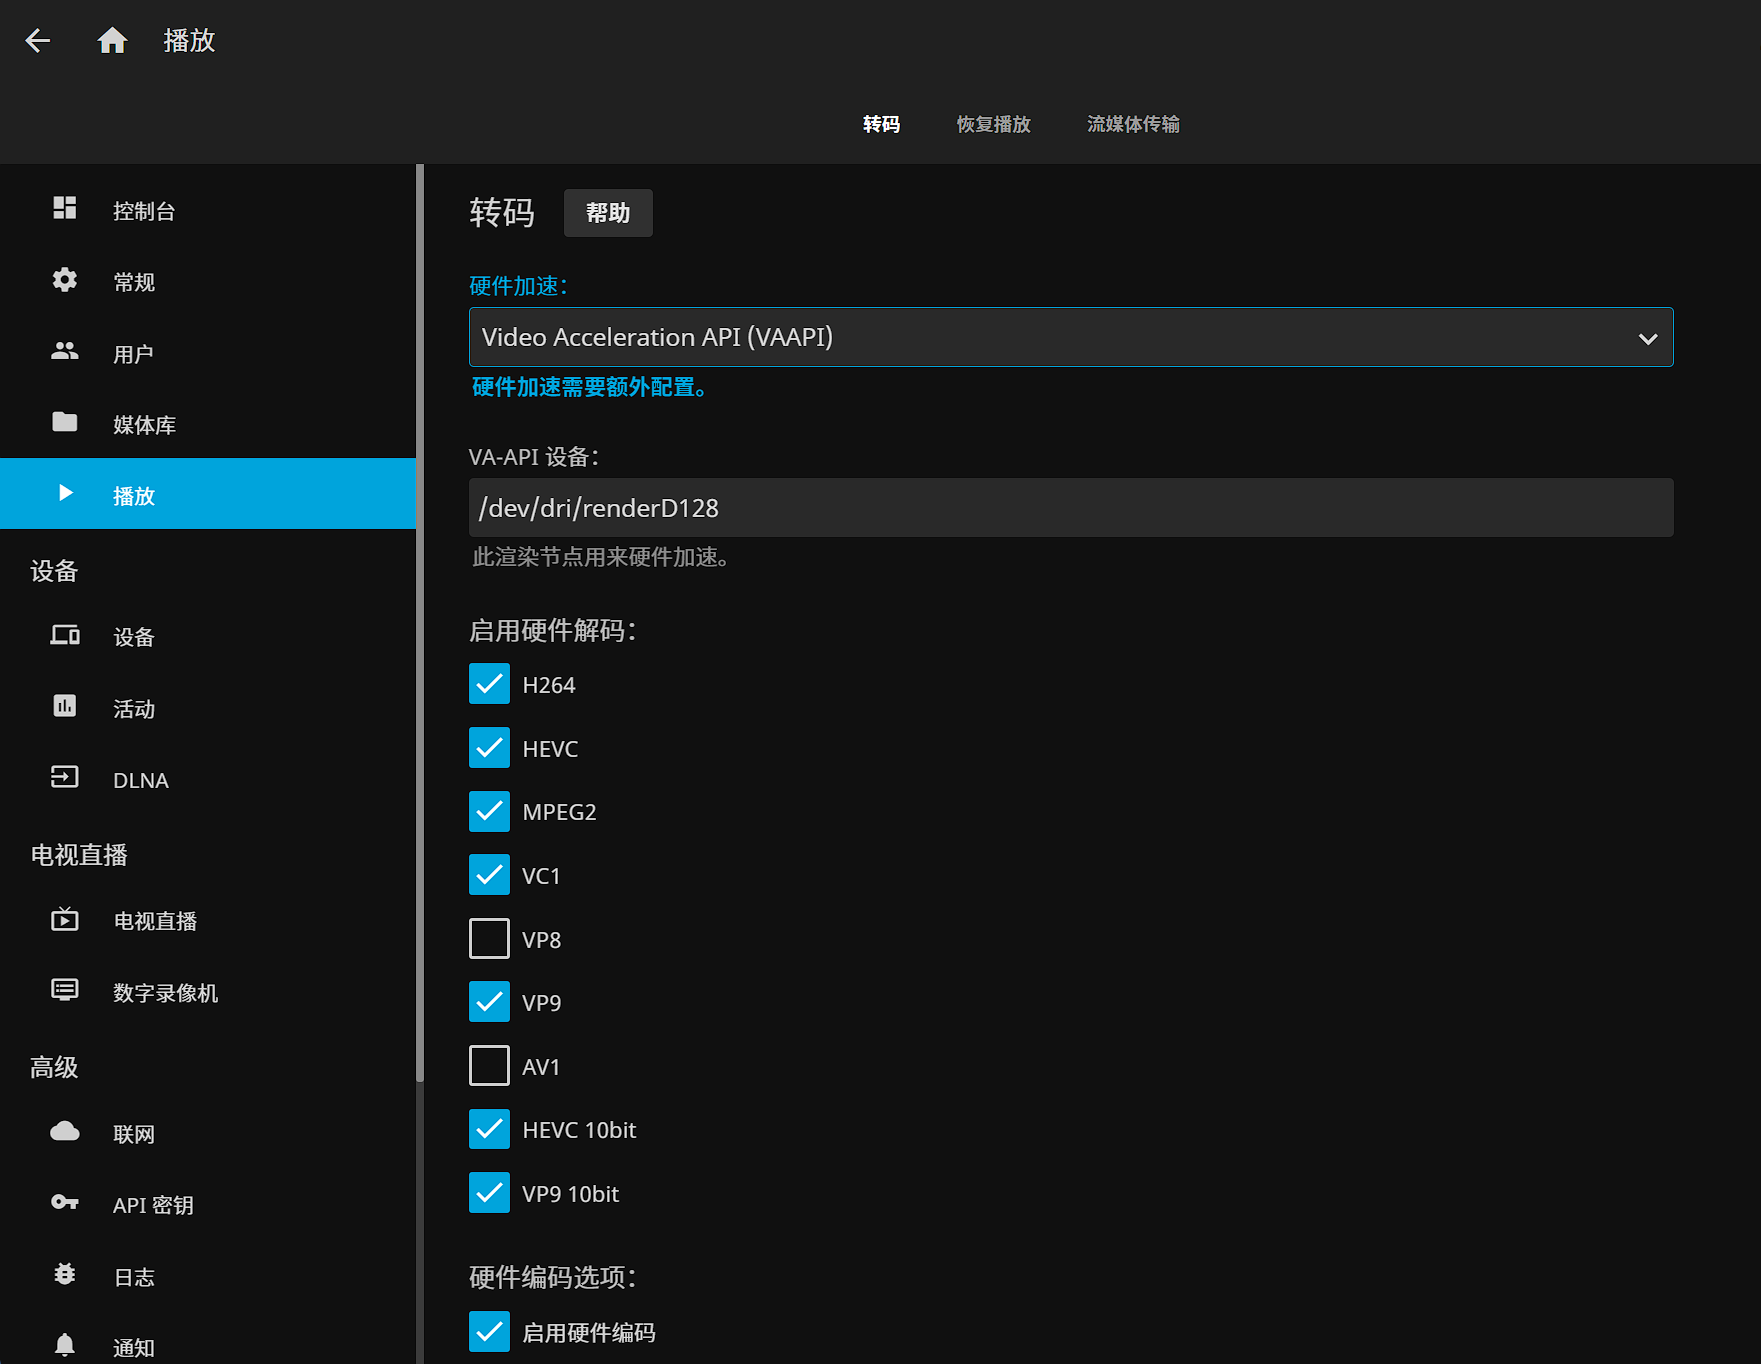 播放
转码 恢复播放 流媒体传输
控制台
常规
用户
媒体库
播放
设备
设备
活动
DLNA
电视直播
电视直播
数字录像机
高级
联网
API 密钥
日志
通知
转码 帮助
硬件加速：
Video Acceleration API (VAAPI)
硬件加速需要额外配置。
VA-API 设备：
/dev/dri/renderD128
此渲染节点用来硬件加速。
启用硬件解码：
H264
HEVC
MPEG2
VC1
VP8
VP9
AV1
HEVC 10bit
VP9 10bit
硬件编码选项：
启用硬件编码